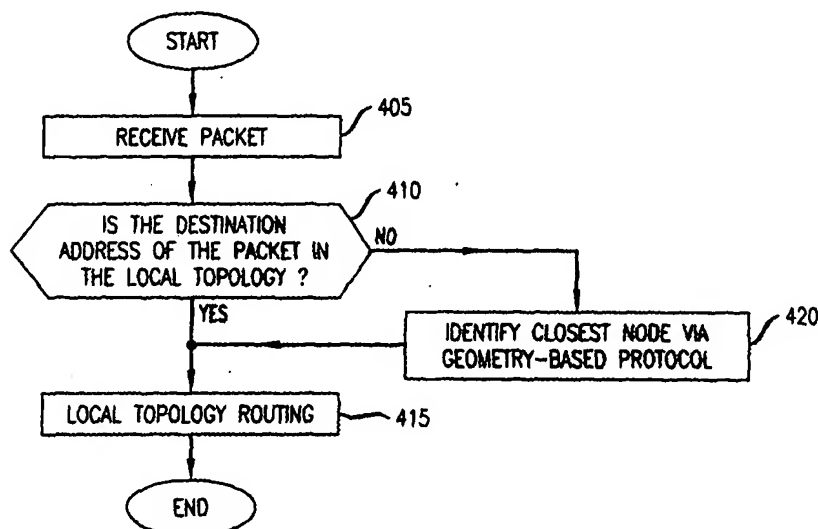 START
405
RECEIVE PACKET
410
IS THE DESTINATION
ADDRESS OF THE PACKET IN
THE LOCAL TOPOLOGY ?
NO
YES
IDENTIFY CLOSEST NODE VIA
GEOMETRY-BASED PROTOCOL
420
LOCAL TOPOLOGY ROUTING
415
END